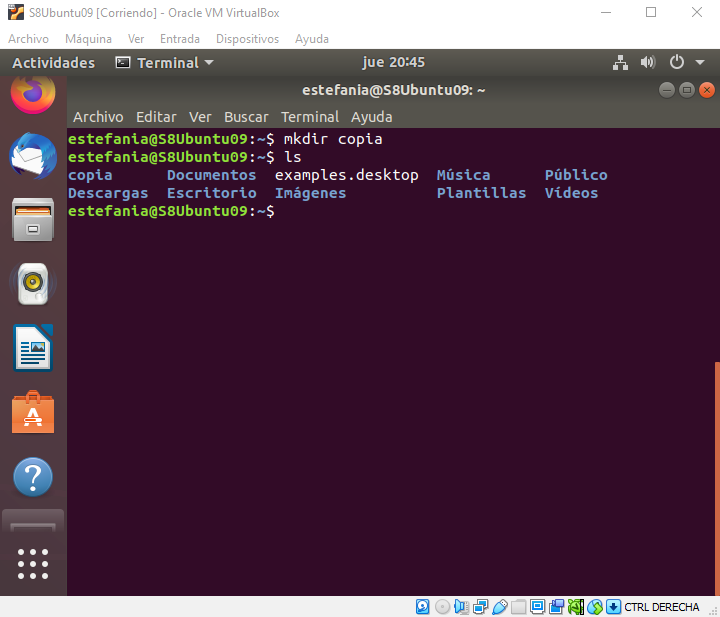 S8Ubuntu09 [Corriendo] - Oracle VM VirtualBox
Archivo Máquina Ver Entrada Dispositivos Ayuda
Actividades Terminal jue 20:45
estefania@S8Ubuntu09: ~
Archivo Editar Ver Buscar Terminal Ayuda
estefania@S8Ubuntu09:~$ mkdir copia
estefania@S8Ubuntu09:~$ ls
copia Documentos examples.desktop Música Público
Descargas Escritorio Imágenes Plantillas Vídeos
estefania@S8Ubuntu09:~$
CTRL DERECHA